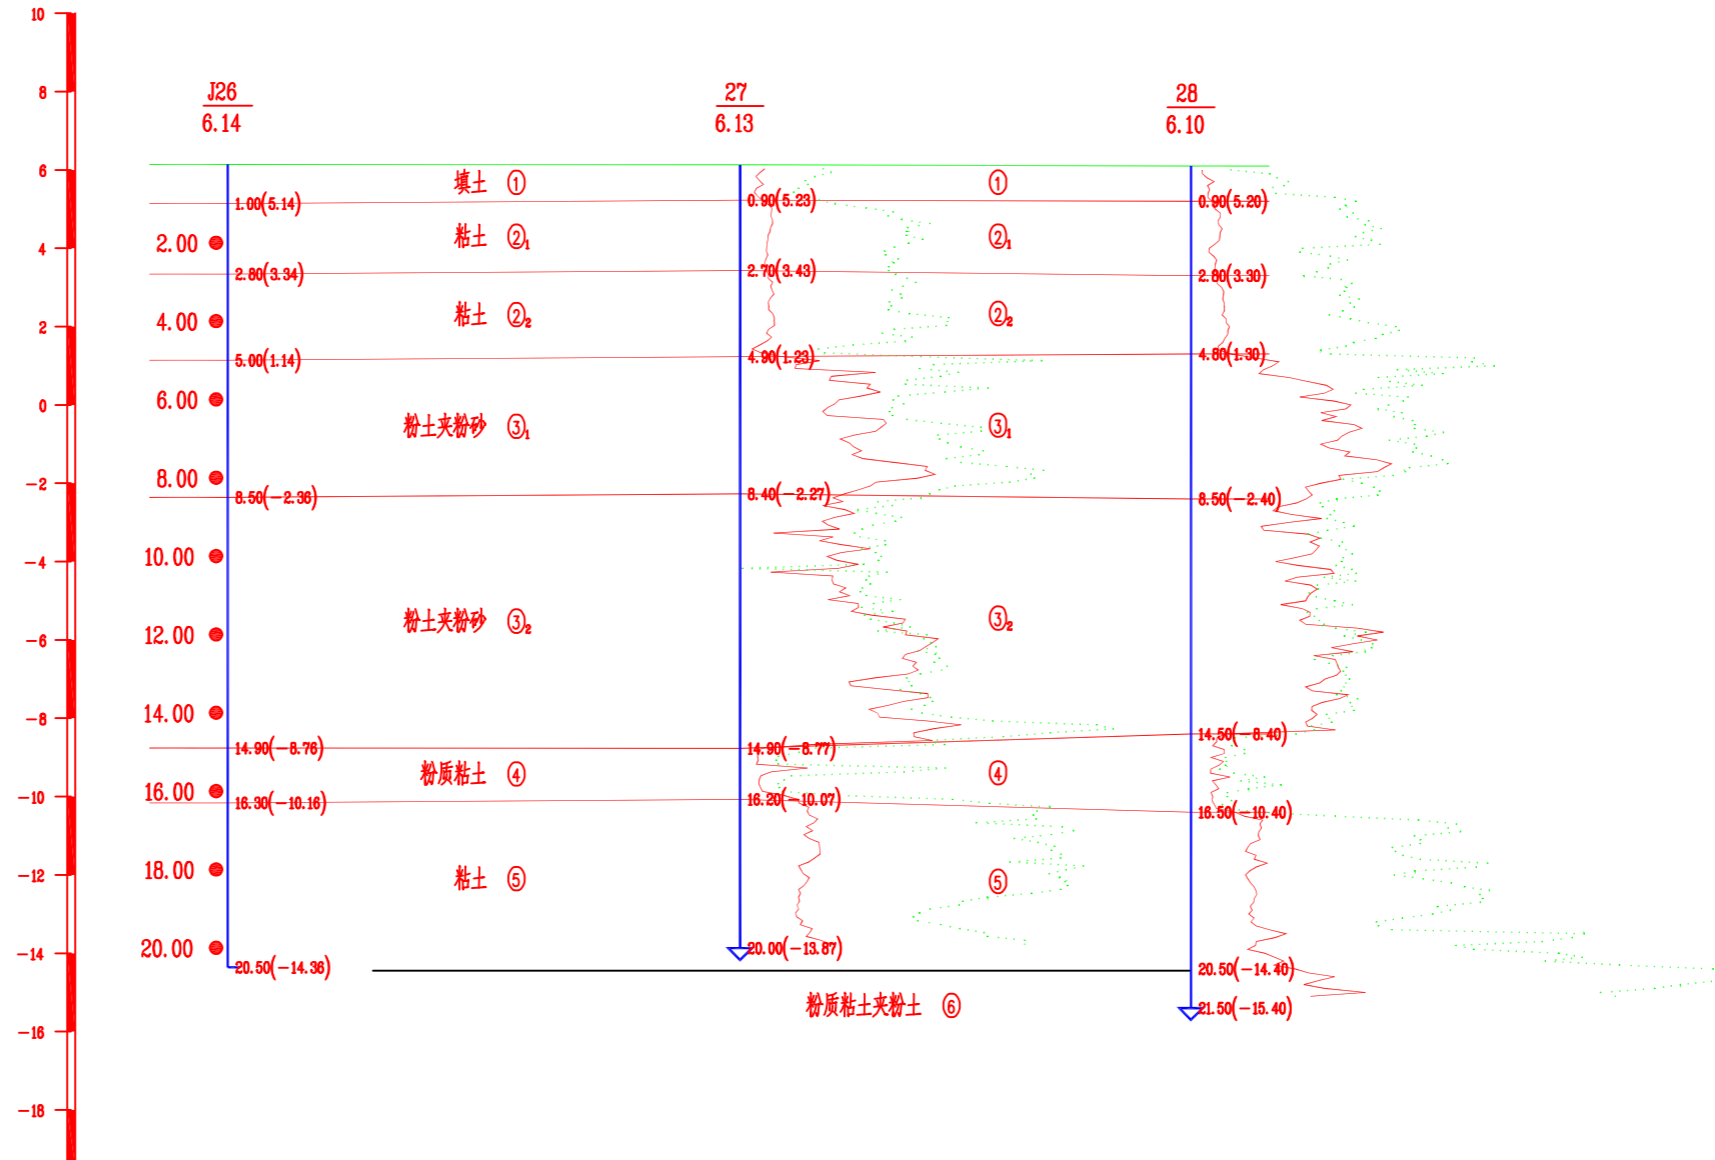 10
8
6
4
2
0
-2
-4
-6
-8
-10
-12
-14
-16
-18
J26
6.14
27
6.13
28
6.10
填土 ① ①
1.00(5.14) 0.90(5.23) 0.90(5.20)
2.00 粘土 ②₁ ②₁
2.80(3.34) 2.70(3.43) 2.80(3.30)
4.00 粘土 ②₂ ②₂
5.00(1.14) 4.90(1.23) 4.80(1.30)
6.00
粉土夹粉砂 ③₁ ③₁
8.00
8.50(-2.36) 8.40(-2.27) 8.50(-2.40)
10.00
粉土夹粉砂 ③₂ ③₂
12.00
14.00
14.90(-8.76) 14.90(-8.77) 14.50(-8.40)
粉质粘土 ④ ④
16.00
16.30(-10.16) 16.20(-10.07) 16.50(-10.40)
18.00 粘土 ⑤ ⑤
20.00 20.00(-13.87)
20.50(-14.36) 20.50(-14.40)
粉质粘土夹粉土 ⑥ 21.50(-15.40)